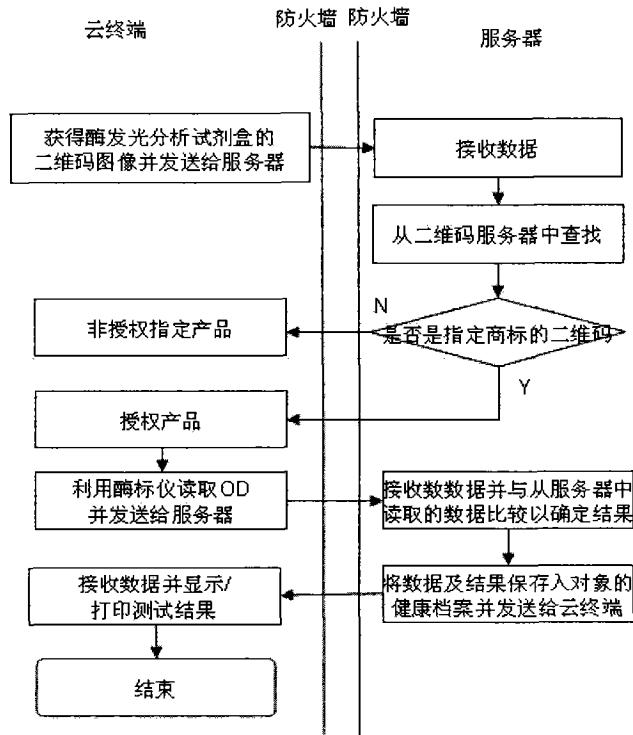 云终端
防火墙
防火墙
服务器
获得酶发光分析试剂盒的
二维码图像并发送给服务器
接收数据
从二维码服务器中查找
N
是否是指定商标的二维码
非授权指定产品
Y
授权产品
利用酶标仪读取OD
并发送给服务器
接收数数据并与从服务器中
读取的数据比较以确定结果
接收数据并显示/
打印测试结果
将数据及结果保存入对象的
健康档案并发送给云终端
结束